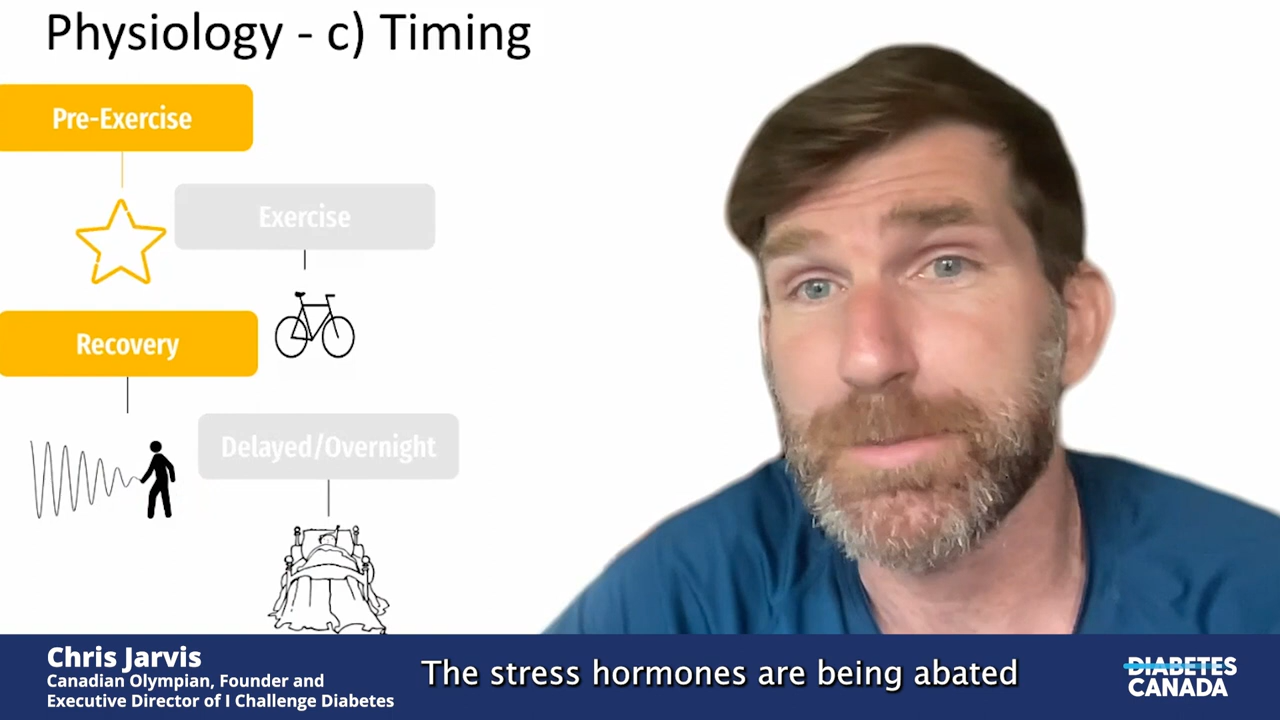 Physiology - c) Timing
Pre-Exercise
Exercise
Recovery
Delayed/Overnight
Chris Jarvis
Canadian Olympian, Founder and
Executive Director of I Challenge Diabetes
The stress hormones are being abated
DIABETES
CANADA